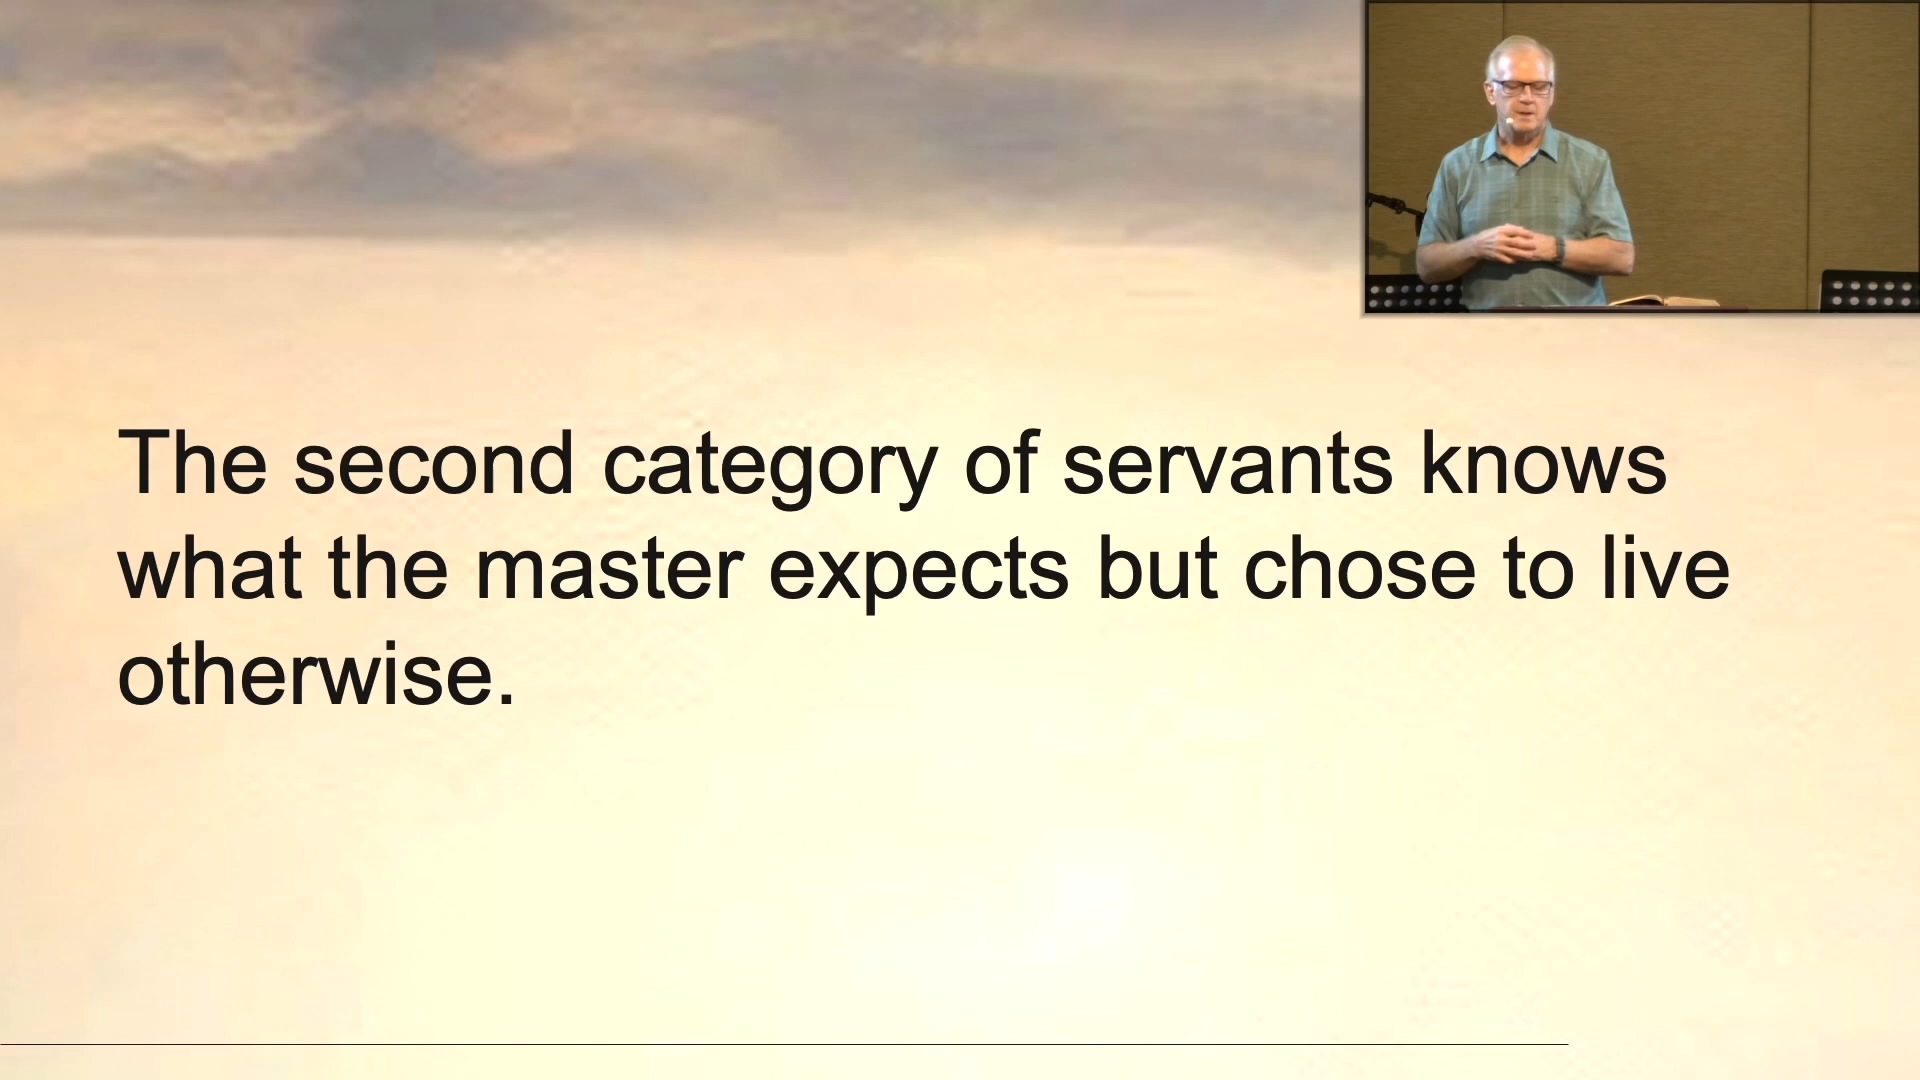 The second category of servants knows
what the master expects but chose to live
otherwise.